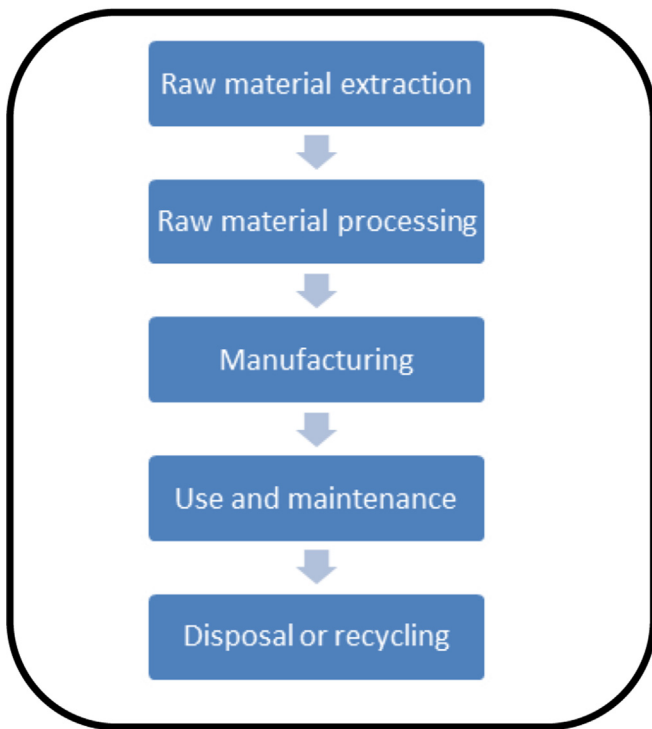 Raw material extraction
Raw material processing
Manufacturing
Use and maintenance
Disposal or recycling